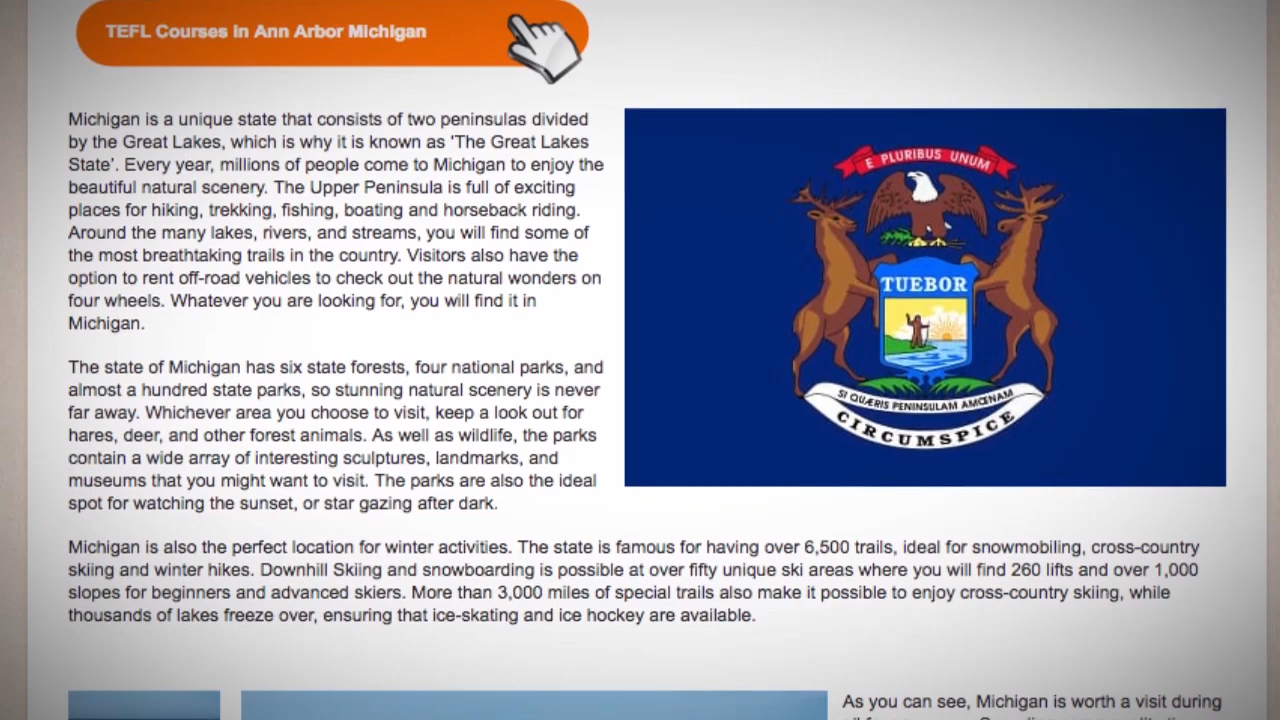 TEFL Courses in Ann Arbor Michigan
Michigan is a unique state that consists of two peninsulas divided
by the Great Lakes, which is why it is known as 'The Great Lakes
State'. Every year, millions of people come to Michigan to enjoy the
beautiful natural scenery. The Upper Peninsula is full of exciting
places for hiking, trekking, fishing, boating and horseback riding.
Around the many lakes, rivers, and streams, you will find some of
the most breathtaking trails in the country. Visitors also have the
option to rent off-road vehicles to check out the natural wonders on
four wheels. Whatever you are looking for, you will find it in
Michigan.
The state of Michigan has six state forests, four national parks, and
almost a hundred state parks, so stunning natural scenery is never
far away. Whichever area you choose to visit, keep a look out for
hares, deer, and other forest animals. As well as wildlife, the parks
contain a wide array of interesting sculptures, landmarks, and
museums that you might want to visit. The parks are also the ideal
spot for watching the sunset, or star gazing after dark.
E PLURIBUS UNUM
TUEBOR
SI QUÆRIS PENINSULAM AMŒNAM
CIRCUMSPICE
Michigan is also the perfect location for winter activities. The state is famous for having over 6,500 trails, ideal for snowmobiling, cross-country
skiing and winter hikes. Downhill Skiing and snowboarding is possible at over fifty unique ski areas where you will find 260 lifts and over 1,000
slopes for beginners and advanced skiers. More than 3,000 miles of special trails also make it possible to enjoy cross-country skiing, while
thousands of lakes freeze over, ensuring that ice-skating and ice hockey are available.
As you can see, Michigan is worth a visit during